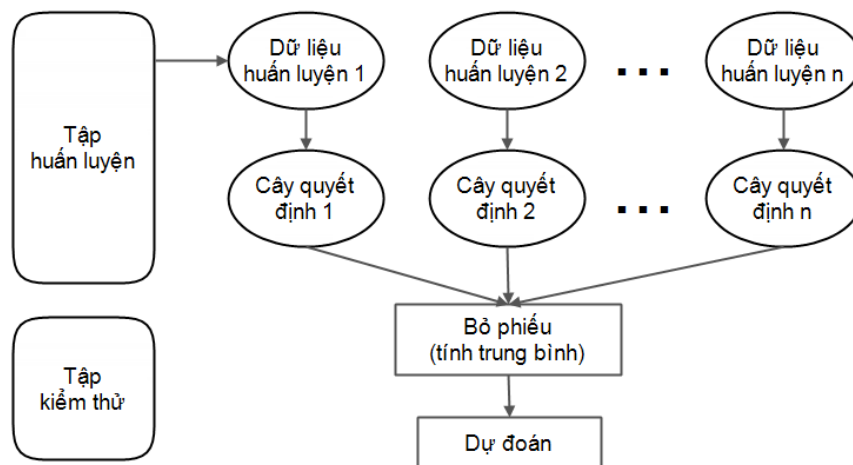 Tập
huấn luyện
Dữ liệu
huấn luyện 1
Dữ liệu
huấn luyện 2
...
Dữ liệu
huấn luyện n
Cây quyết
định 1
Cây quyết
định 2
...
Cây quyết
định n
Bỏ phiếu
(tính trung bình)
Tập
kiểm thử
Dự đoán